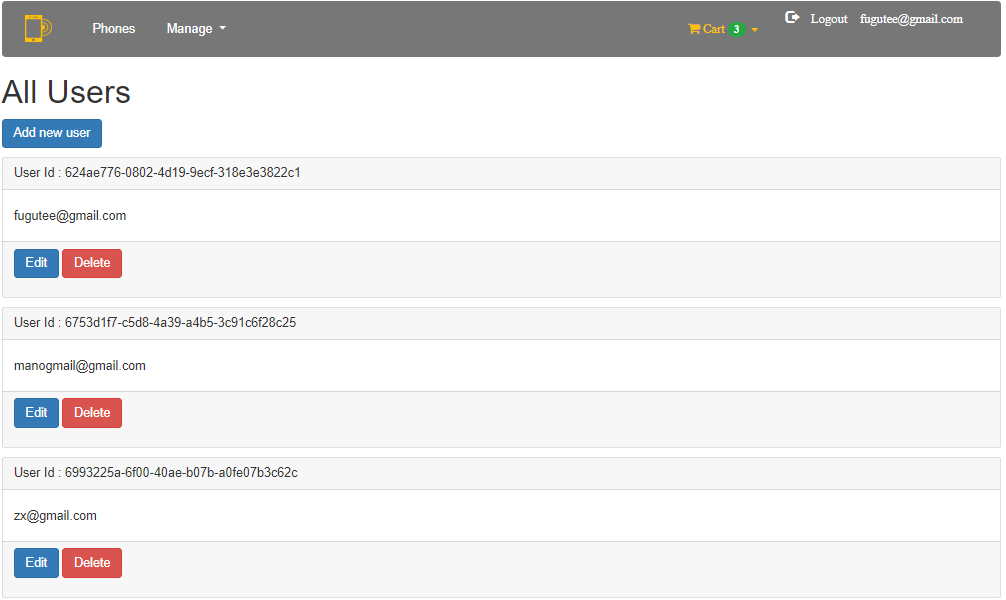 Phones Manage Cart 3 Logout fugutee@gmail.com
All Users
Add new user
User Id : 624ae776-0802-4d19-9ecf-318e3e3822c1
fugutee@gmail.com
Edit Delete
User Id : 6753d1f7-c5d8-4a39-a4b5-3c91c6f28c25
manogmail@gmail.com
Edit Delete
User Id : 6993225a-6f00-40ae-b07b-a0fe07b3c62c
zx@gmail.com
Edit Delete